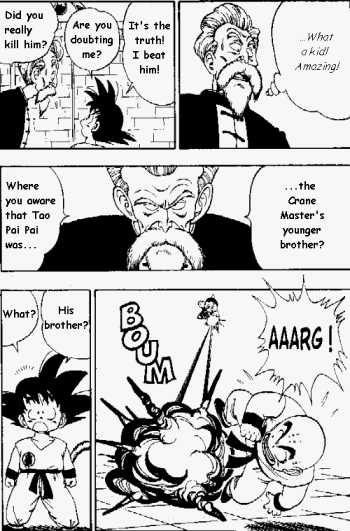 Did you
really
kill him?
Are you
doubting
me?
It's the
truth!
I beat
him!
...What
a kid!
Amazing!
Where
you aware
that Tao
Pai Pai
was...
...the
Crane
Master's
younger
brother?
What?
His
brother?
BOUM
AAARG!